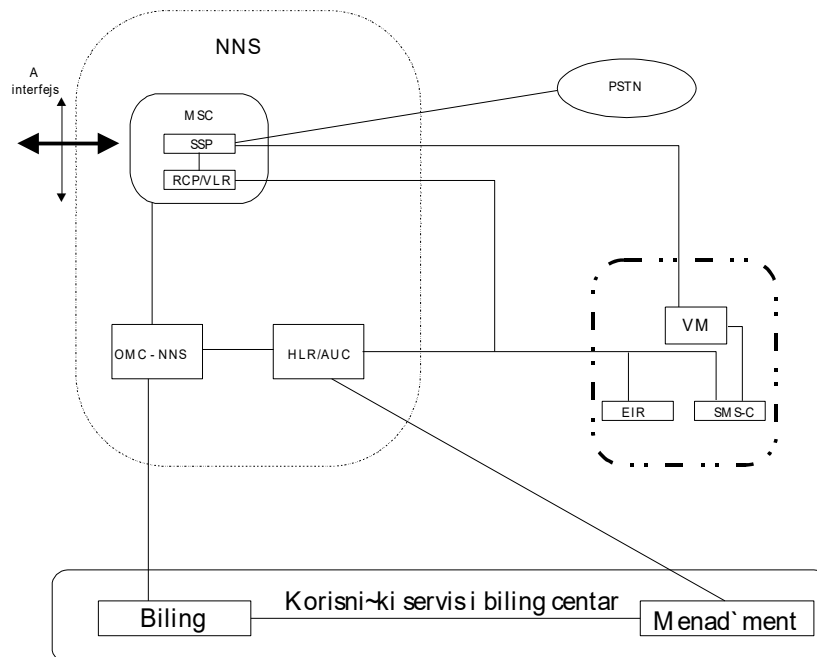 NNS
A
interfejs
PSTN
MSC
SSP
RCP/VLR
VM
OMC - NNS
HLR/AUC
EIR
SMS-C
Korisni~ki servis i biling centar
Biling
Menad`ment